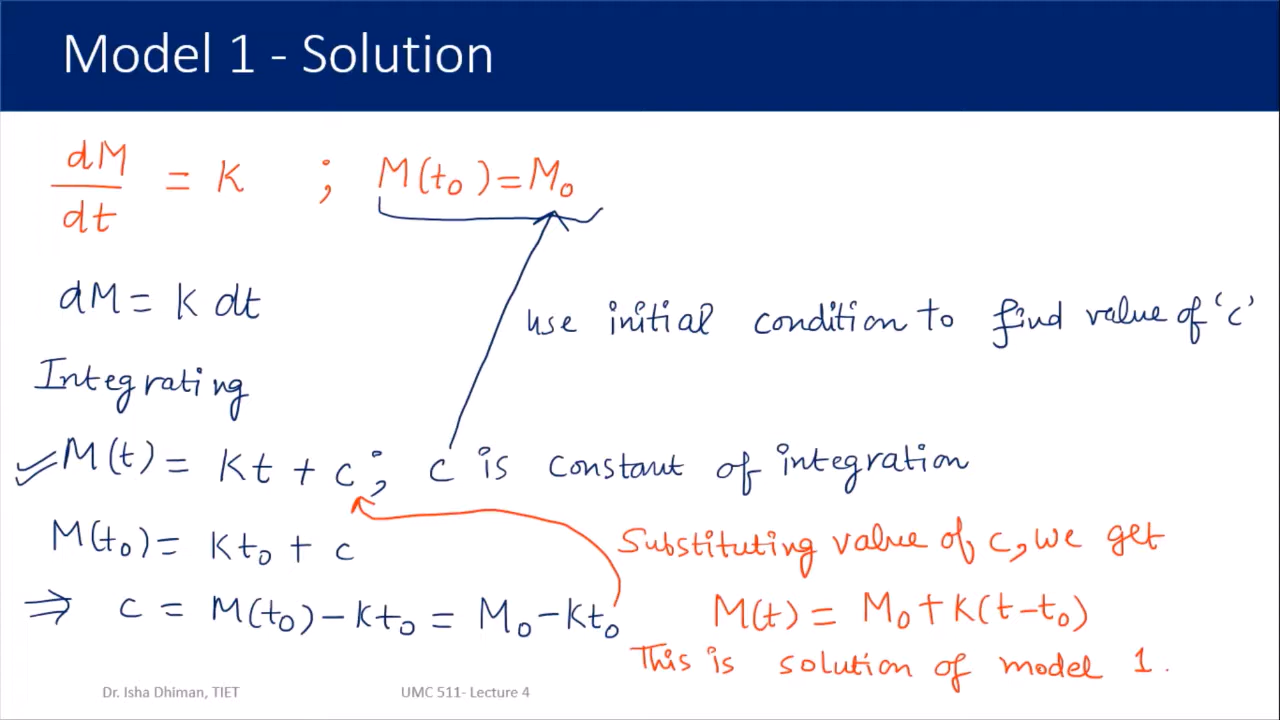 Model 1 - Solution
dM/dt = K ; M(t₀) = M₀
dM = K dt
use initial condition to find value of 'c'
Integrating
M(t) = Kt + c ; c is constant of integration
M(t₀) = Kt₀ + c
Substituting value of c, we get
⇒ c = M(t₀) - Kt₀ = M₀ - Kt₀
M(t) = M₀ + K(t-t₀)
This is solution of model 1.
Dr. Isha Dhiman, TIET
UMC 511- Lecture 4